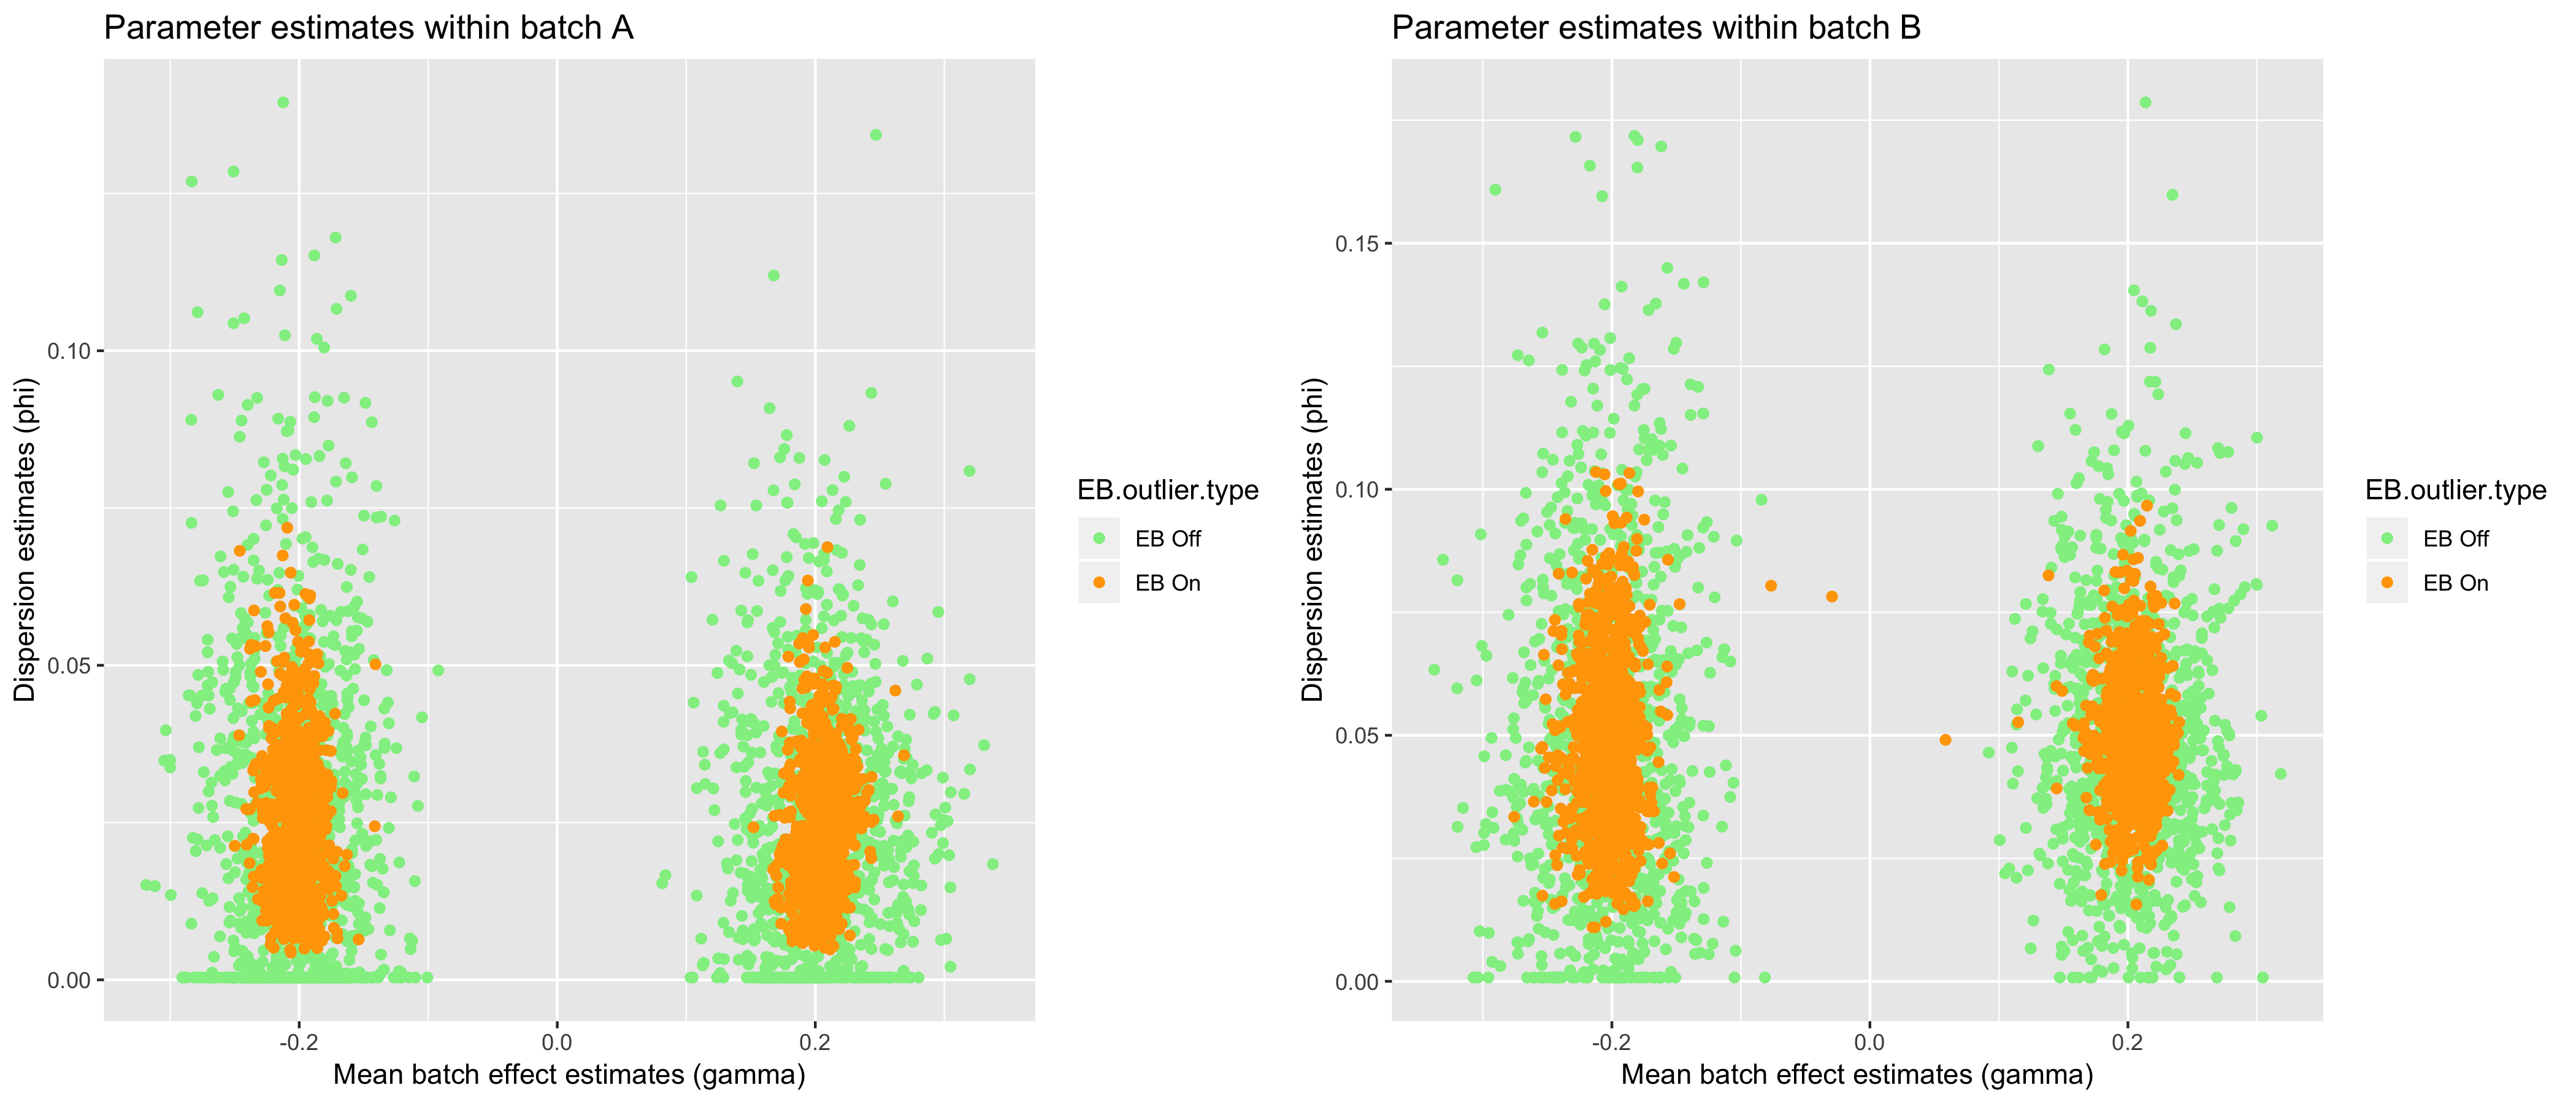 Parameter estimates within batch A
Dispersion estimates (phi)
0.10
0.05
0.00
-0.2
0.0
0.2
Mean batch effect estimates (gamma)
EB.outlier.type
EB Off
EB On
Parameter estimates within batch B
Dispersion estimates (phi)
0.15
0.10
0.05
0.00
-0.2
0.0
0.2
Mean batch effect estimates (gamma)
EB.outlier.type
EB Off
EB On